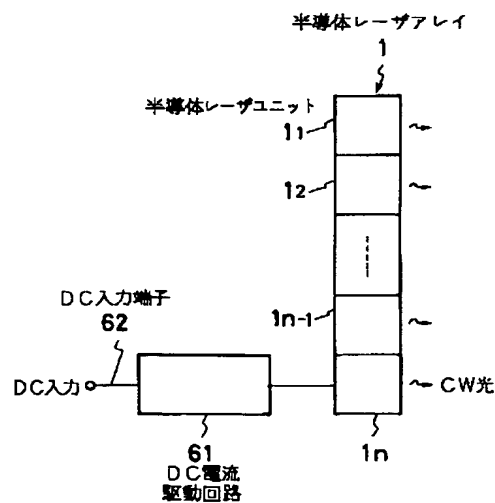 半導体レーザアレイ
1
半導体レーザユニット
11
12
1n-1
DC入力端子
62
DC入力
CW光
61
1n
DC電流
駆動回路